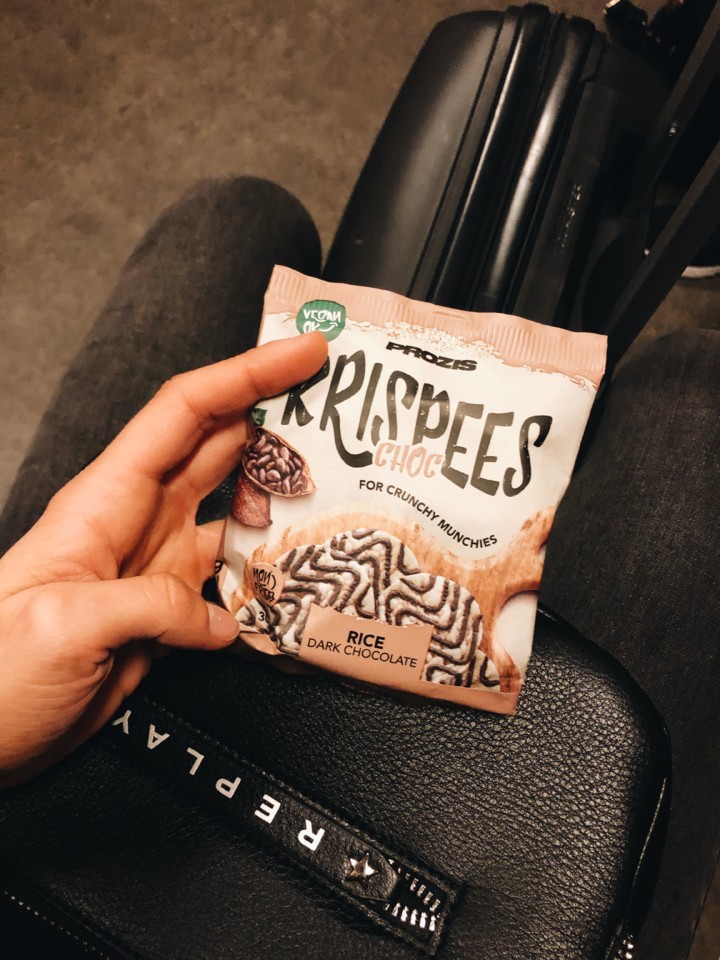 VEGAN
OK
PROZIS
KRISPEES
CHOC
FOR CRUNCHY MUNCHIES
RICE
DARK CHOCOLATE
REPLAY